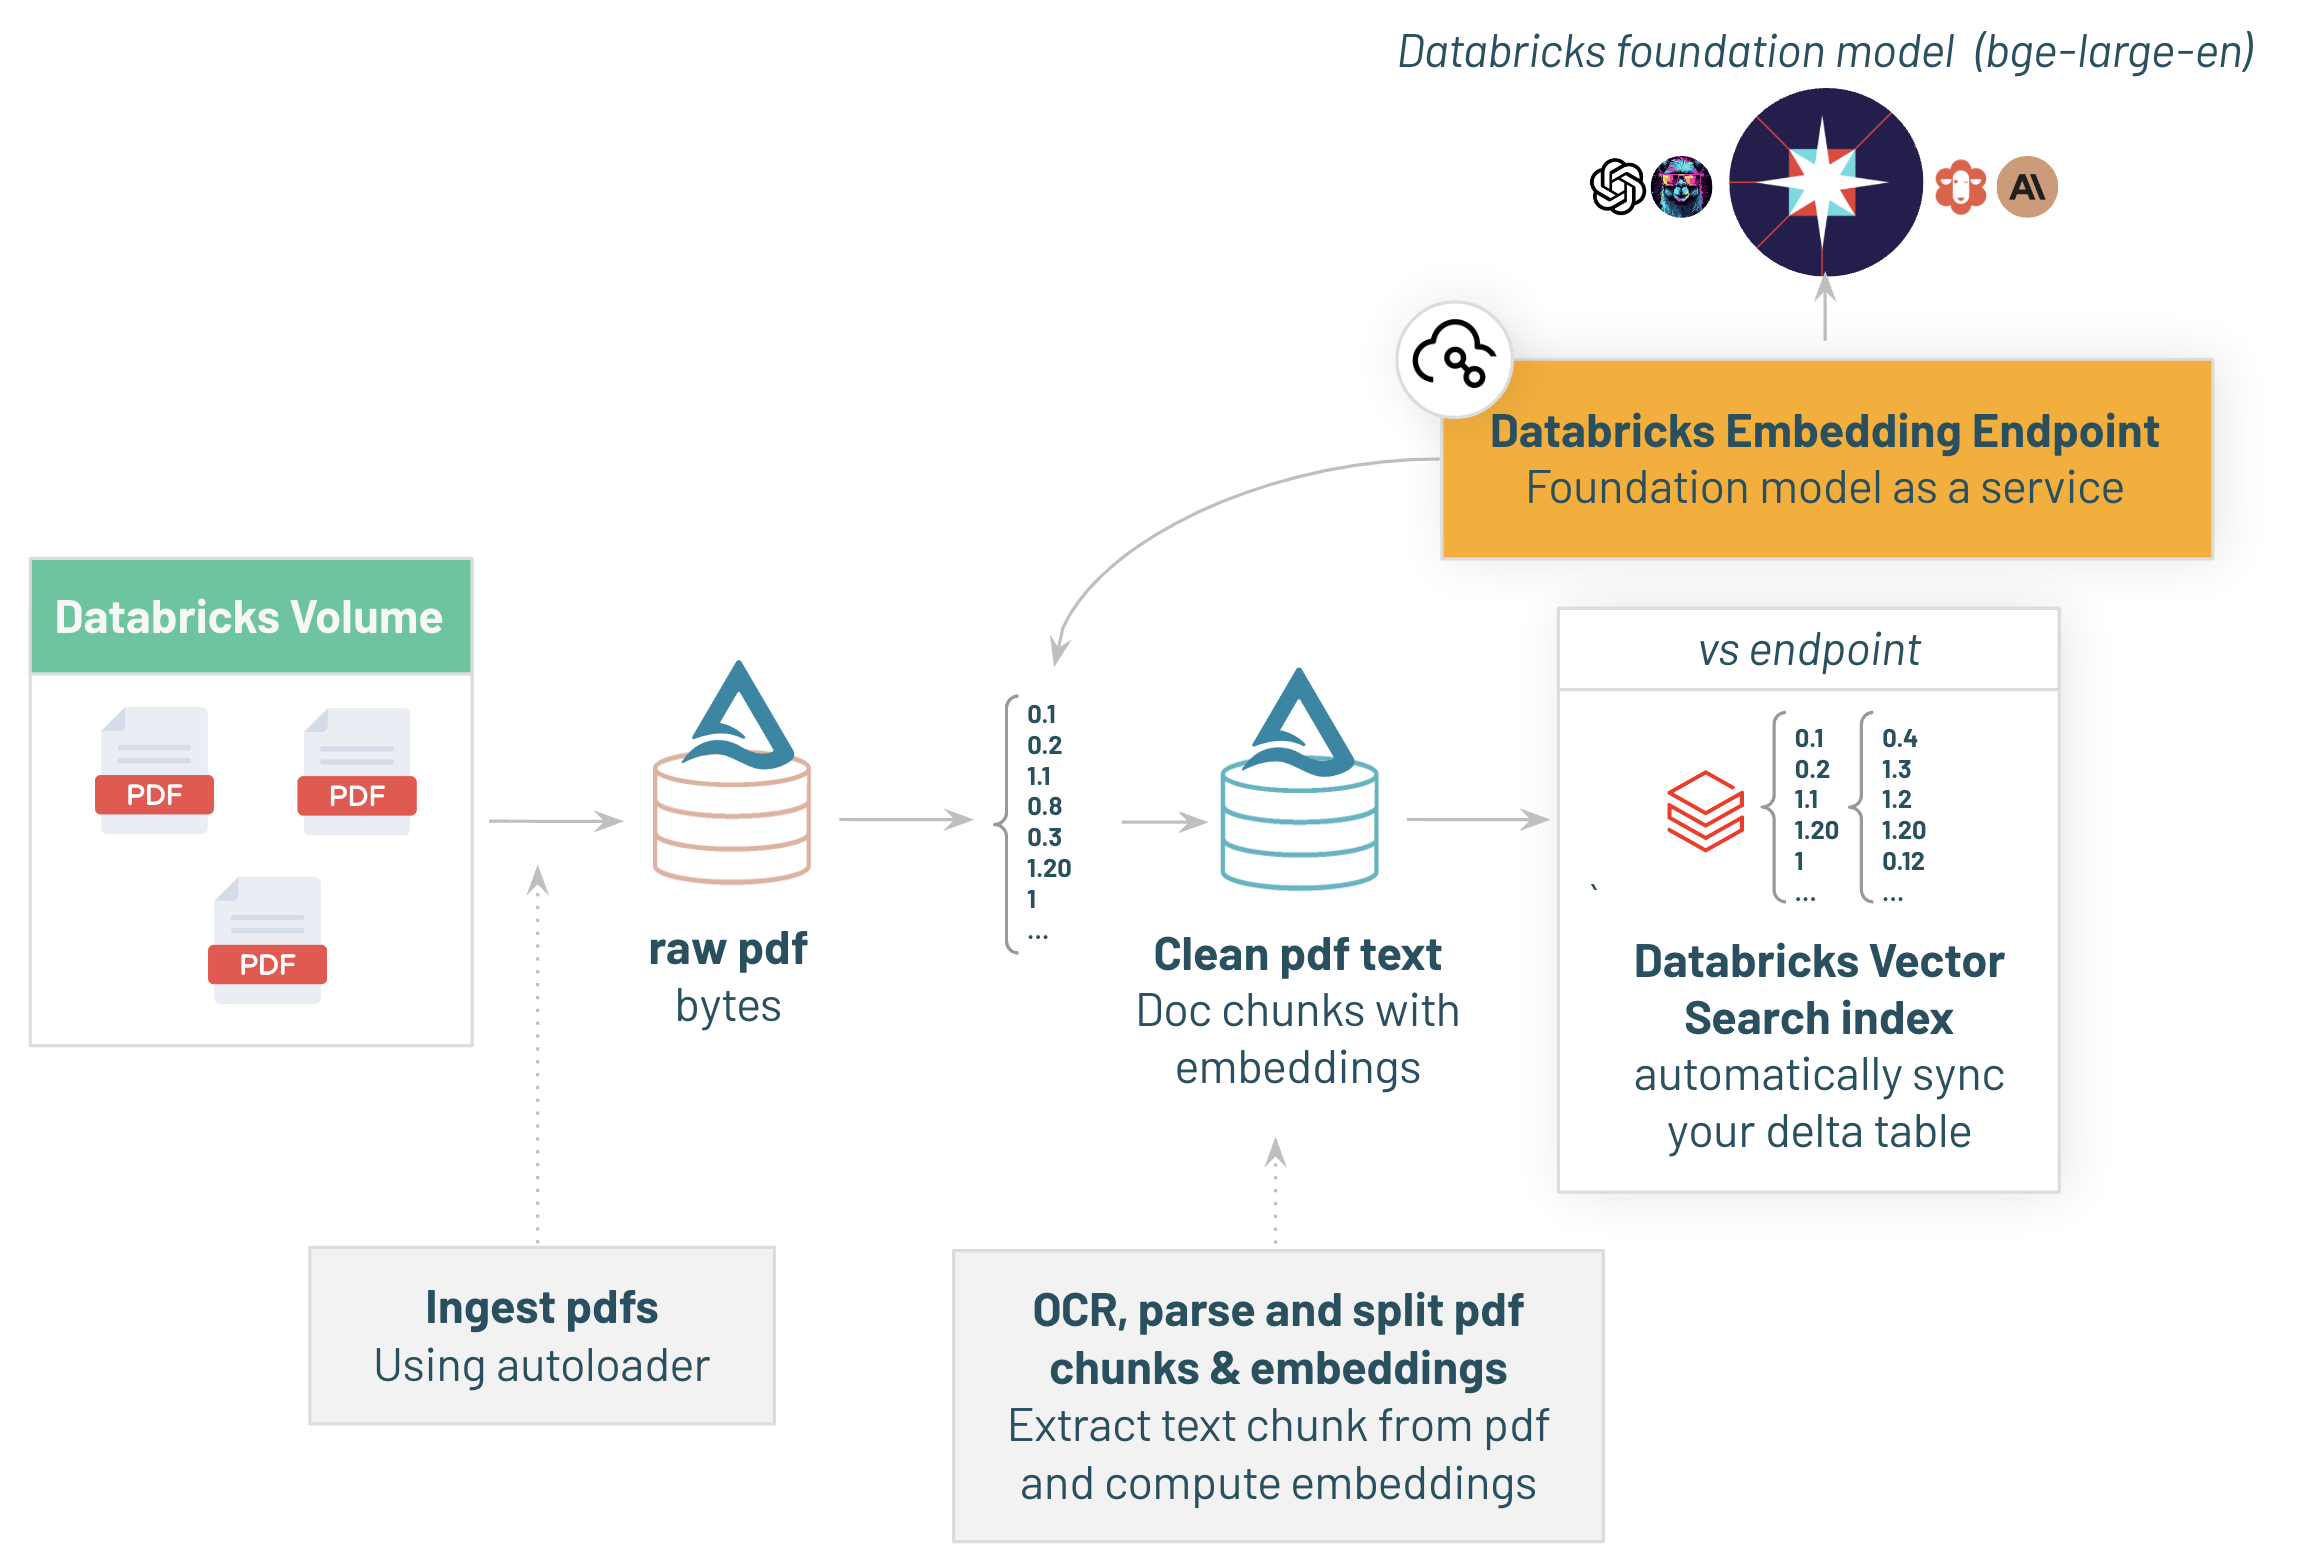 Databricks foundation model (bge-large-en)
AI
Databricks Embedding Endpoint
Foundation model as a service
Databricks Volume
PDF
PDF
PDF
raw pdf
bytes
0.1
0.2
1.1
0.8
0.3
1.20
1
...
Clean pdf text
Doc chunks with
embeddings
vs endpoint
0.1
0.2
1.1
1.20
1
...
0.4
1.3
1.2
1.20
0.12
...
`
Databricks Vector
Search index
automatically sync
your delta table
Ingest pdfs
Using autoloader
OCR, parse and split pdf
chunks & embeddings
Extract text chunk from pdf
and compute embeddings